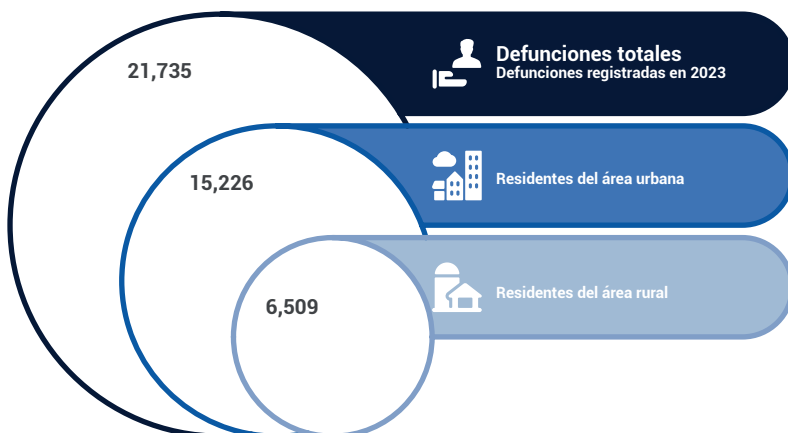 21,735
Defunciones totales
Defunciones registradas en 2023
15,226
Residentes del área urbana
6,509
Residentes del área rural